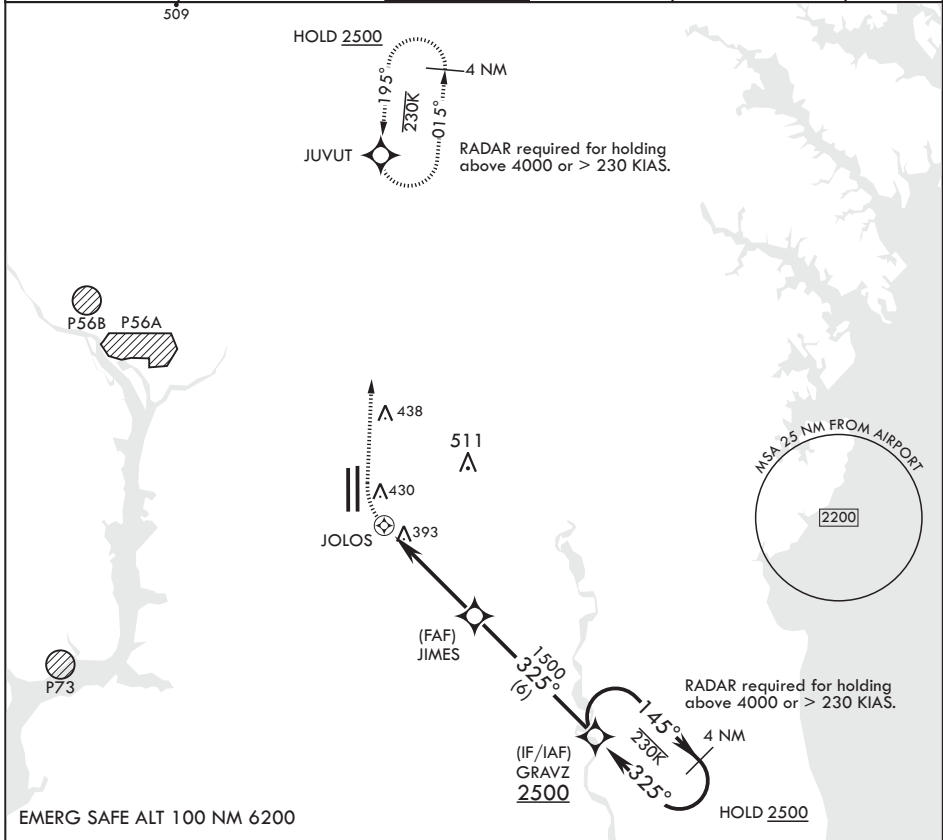 509
HOLD 2500
4 NM
195°
230K
015°
JUVUT
RADAR required for holding
above 4000 or > 230 KIAS.
P56B
P56A
438
511
430
JOLOS
393
MSA 25 NM FROM AIRPORT
2200
(FAF)
JIMES
1500
325°
(6)
P73
RADAR required for holding
above 4000 or > 230 KIAS.
145°
4 NM
230K
325°
(IF/IAF)
GRAVZ
2500
HOLD 2500
EMERG SAFE ALT 100 NM 6200